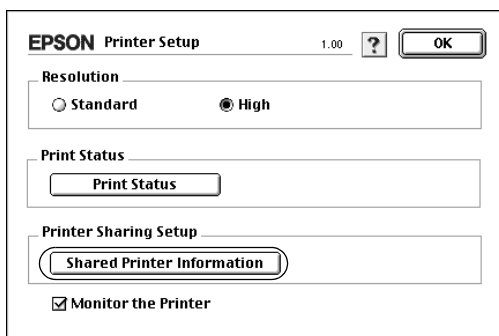 EPSON Printer Setup 1.00 ? OK
Resolution
Standard High
Print Status
Print Status
Printer Sharing Setup
Shared Printer Information
Monitor the Printer